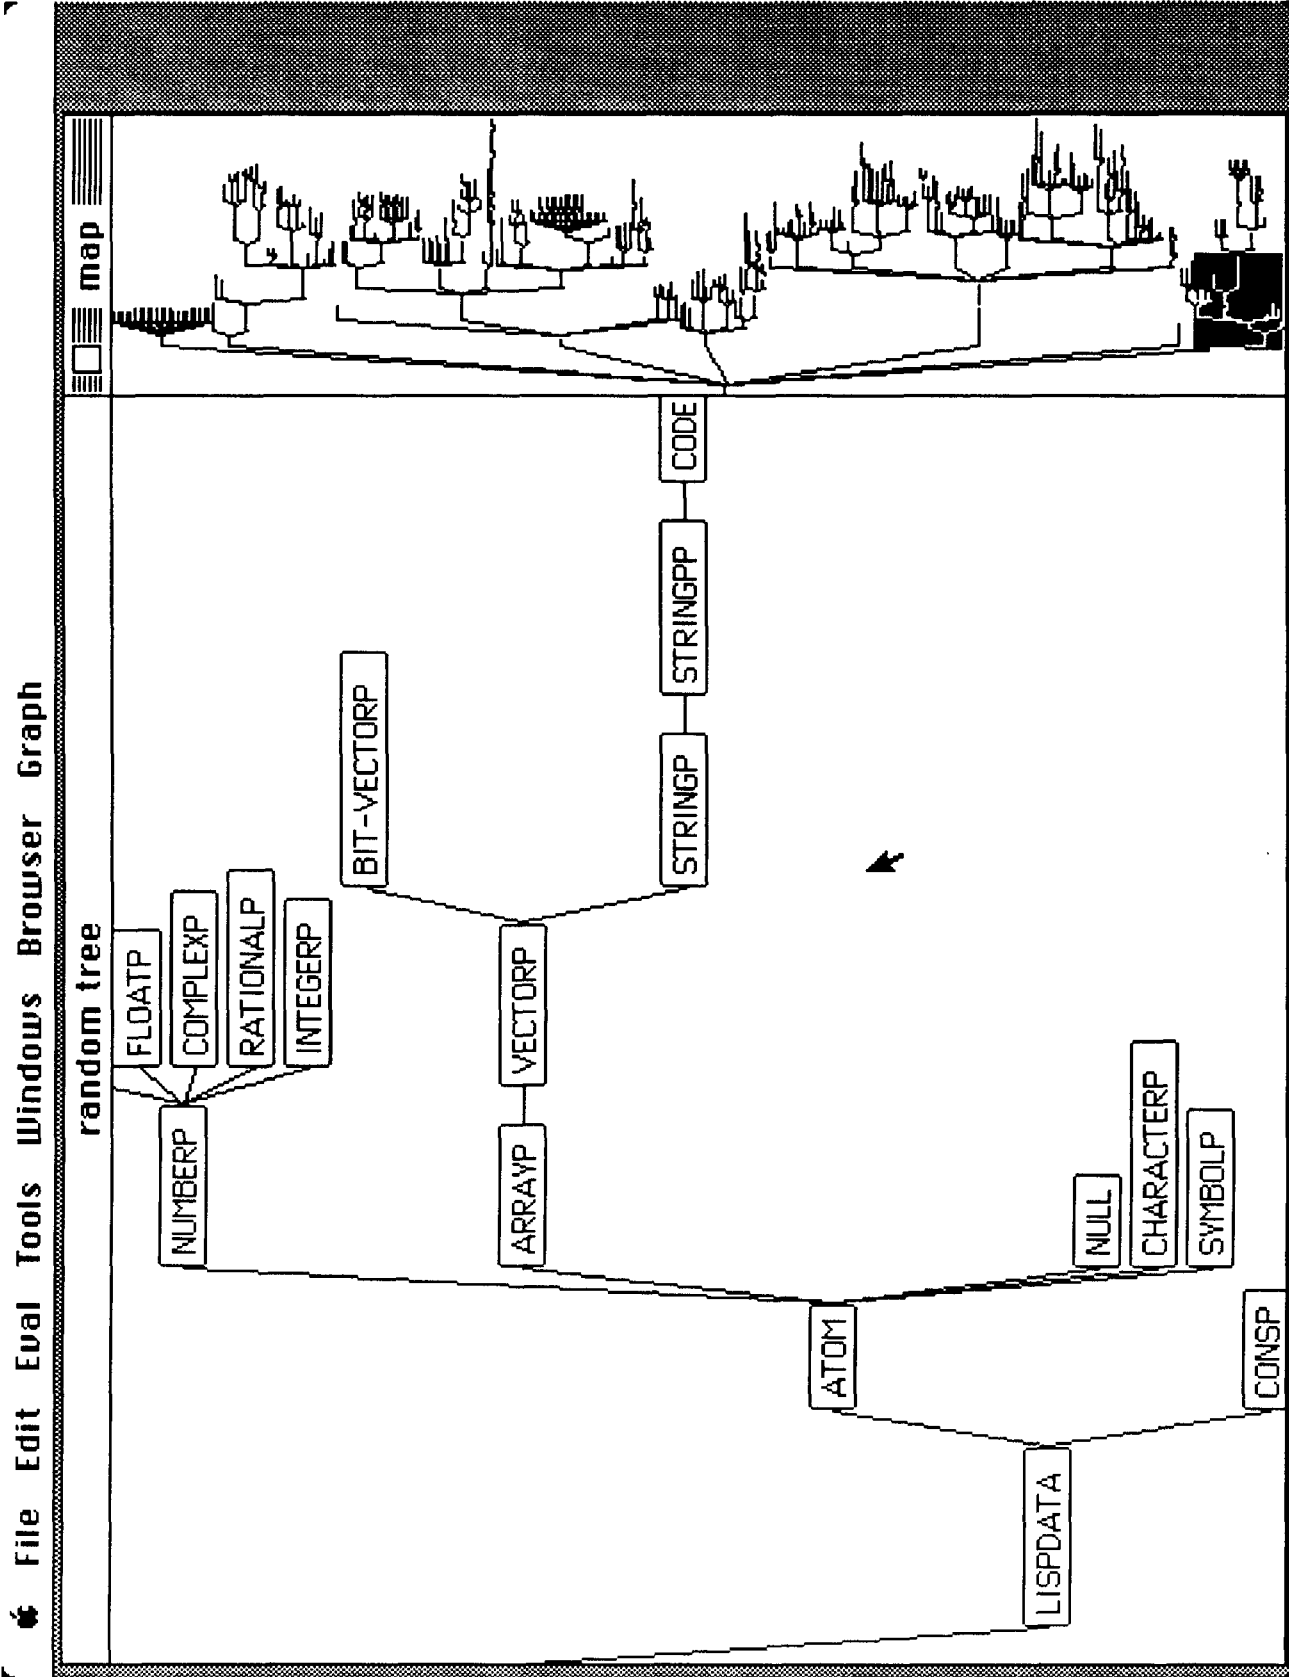 File Edit Eval Tools Windows Browser Graph
random tree
map
FLOATP
COMPLEXP
RATIONALP
INTEGERP
NUMBERP
BIT-VECTORP
ARRAYP
VECTORP
STRINGP
STRINGPP
CODE
ATOM
LISPDATA
NULL
CHARACTERP
SYMBOLP
CONSP